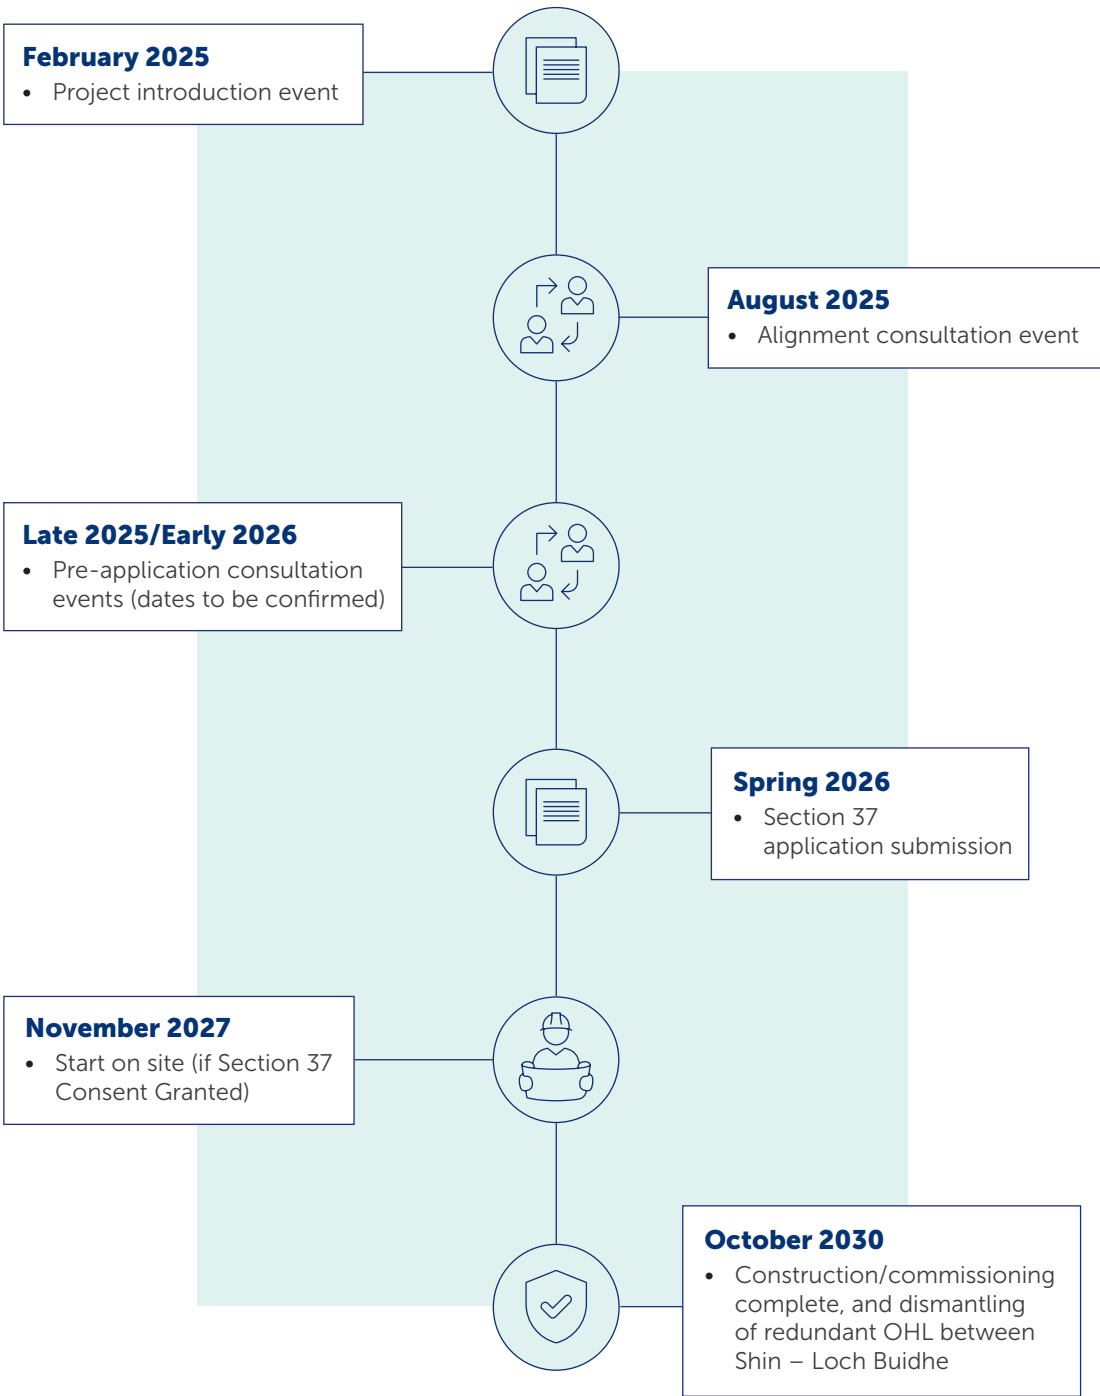 February 2025
• Project introduction event
August 2025
• Alignment consultation event
Late 2025/Early 2026
• Pre-application consultation
events (dates to be confirmed)
Spring 2026
• Section 37
application submission
November 2027
• Start on site (if Section 37
Consent Granted)
October 2030
• Construction/commissioning
complete, and dismantling
of redundant OHL between
Shin – Loch Buidhe